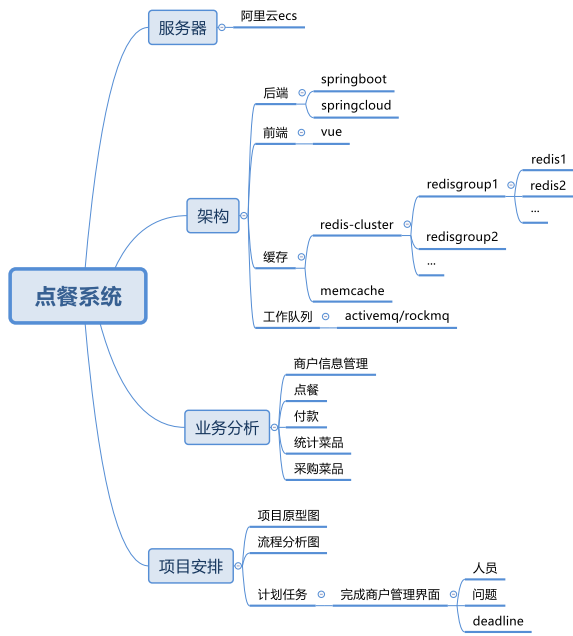 点餐系统
服务器
阿里云ecs
架构
后端
springboot
springcloud
前端
vue
缓存
redis-cluster
redisgroup1
redis1
redis2
...
redisgroup2
...
memcache
工作队列
activemq/rockmq
业务分析
商户信息管理
点餐
付款
统计菜品
采购菜品
项目安排
项目原型图
流程分析图
计划任务
完成商户管理界面
人员
问题
deadline